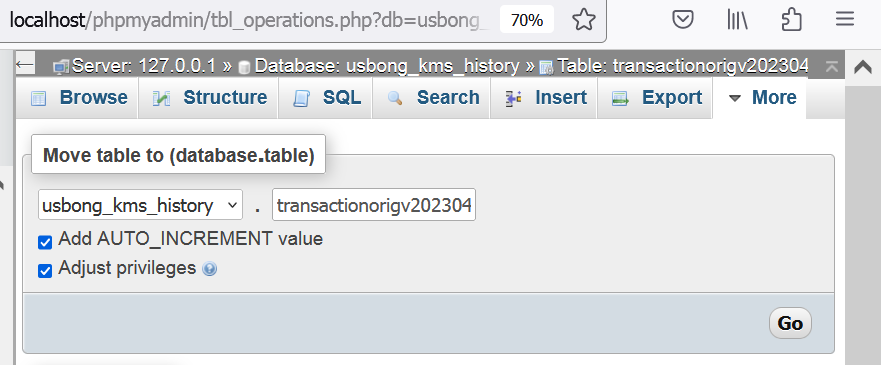 localhost/phpmyadmin/tbl_operations.php?db=usbong_ 70%
Server: 127.0.0.1 » Database: usbong_kms_history » Table: transactionorigv202304
Browse Structure SQL Search Insert Export More
Move table to (database.table)
usbong_kms_history . transactionorigv202304
Add AUTO_INCREMENT value
Adjust privileges
Go